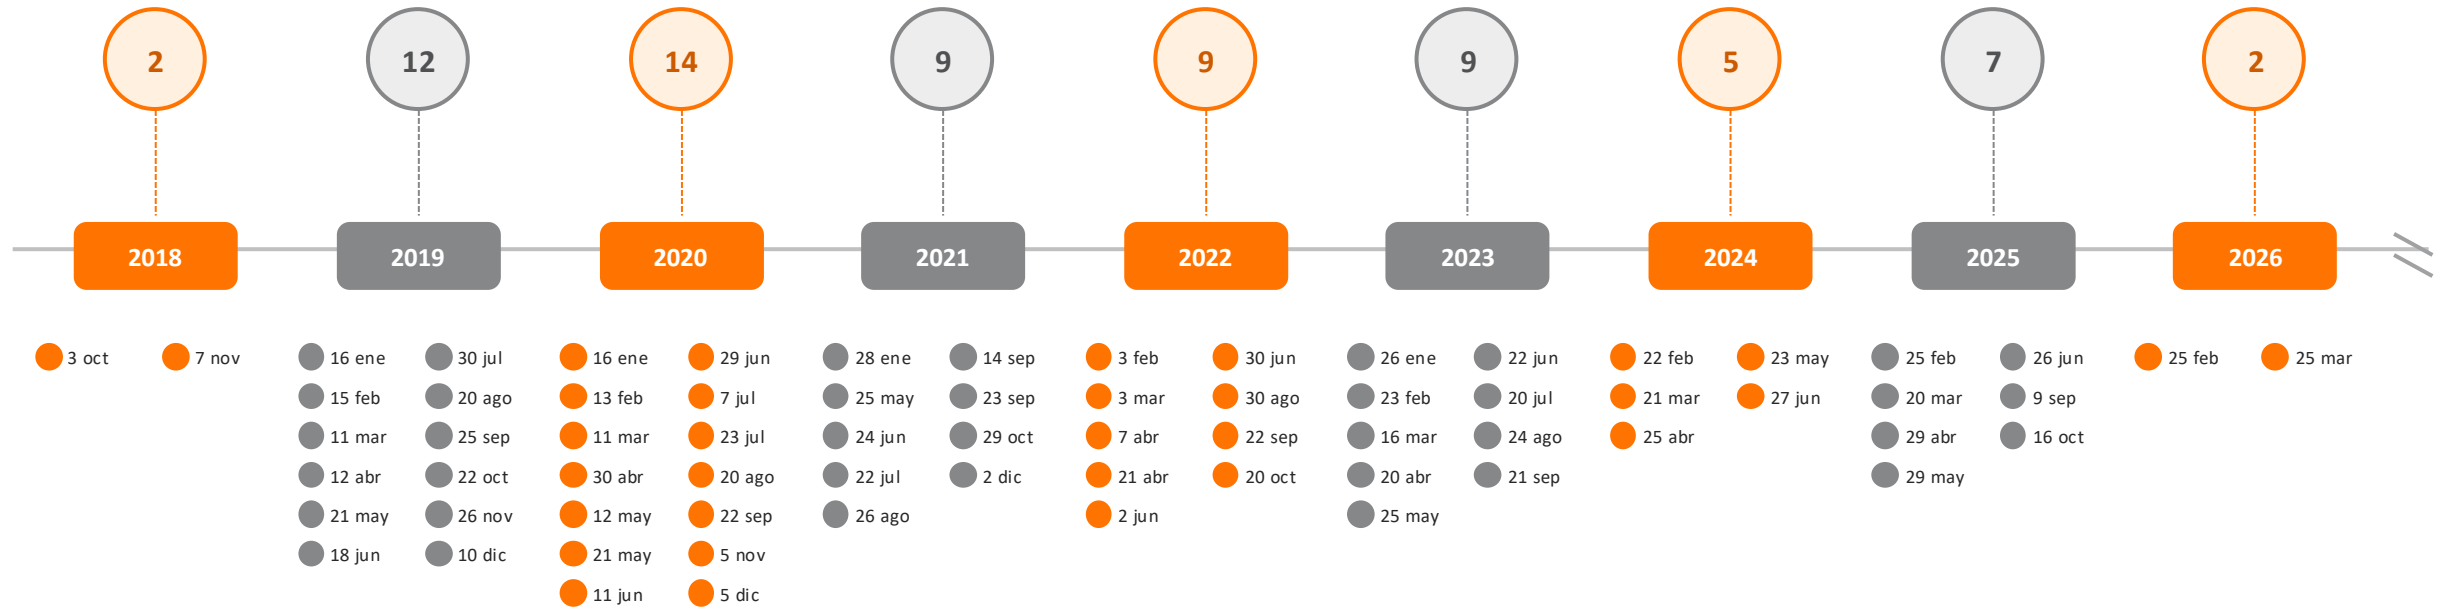 2
12
14
9
9
9
5
7
2
2018
2019
2020
2021
2022
2023
2024
2025
2026
3 oct
7 nov
16 ene
15 feb
11 mar
12 abr
21 may
18 jun
30 jul
20 ago
25 sep
22 oct
26 nov
10 dic
16 ene
13 feb
11 mar
30 abr
12 may
21 may
11 jun
29 jun
7 jul
23 jul
20 ago
22 sep
5 nov
5 dic
28 ene
25 may
24 jun
22 jul
26 ago
14 sep
23 sep
29 oct
2 dic
3 feb
3 mar
7 abr
21 abr
2 jun
30 jun
30 ago
22 sep
20 oct
26 ene
23 feb
16 mar
20 abr
25 may
22 jun
20 jul
24 ago
21 sep
22 feb
21 mar
25 abr
23 may
27 jun
25 feb
20 mar
29 abr
29 may
26 jun
9 sep
16 oct
25 feb
25 mar